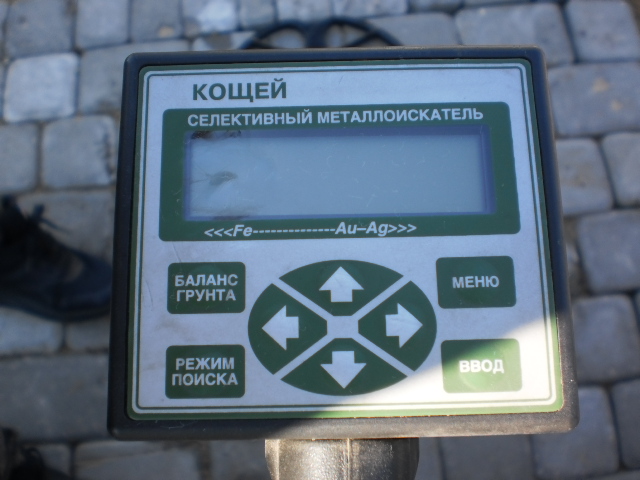 КОЩЕЙ
СЕЛЕКТИВНЫЙ МЕТАЛЛОИСКАТЕЛЬ
<<<Fe--------------Au–Ag>>>
БАЛАНС
ГРУНТА
МЕНЮ
РЕЖИМ
ПОИСКА
ВВОД